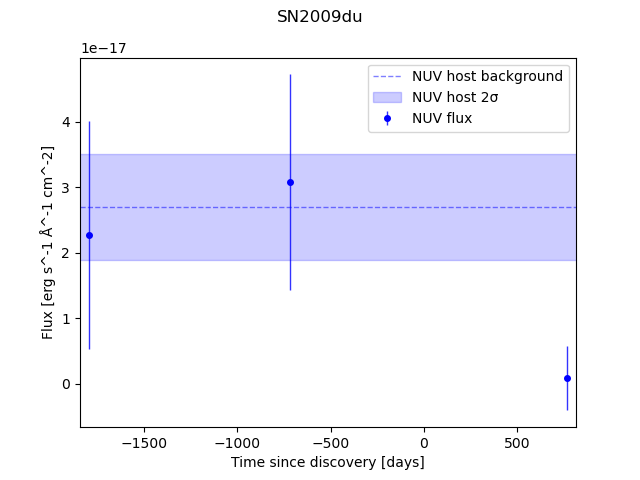 SN2009du
1e−17
NUV host background
NUV host 2σ
NUV flux
4
3
2
1
0
Flux [erg s^-1 Å^-1 cm^-2]
−1500
−1000
−500
0
500
Time since discovery [days]